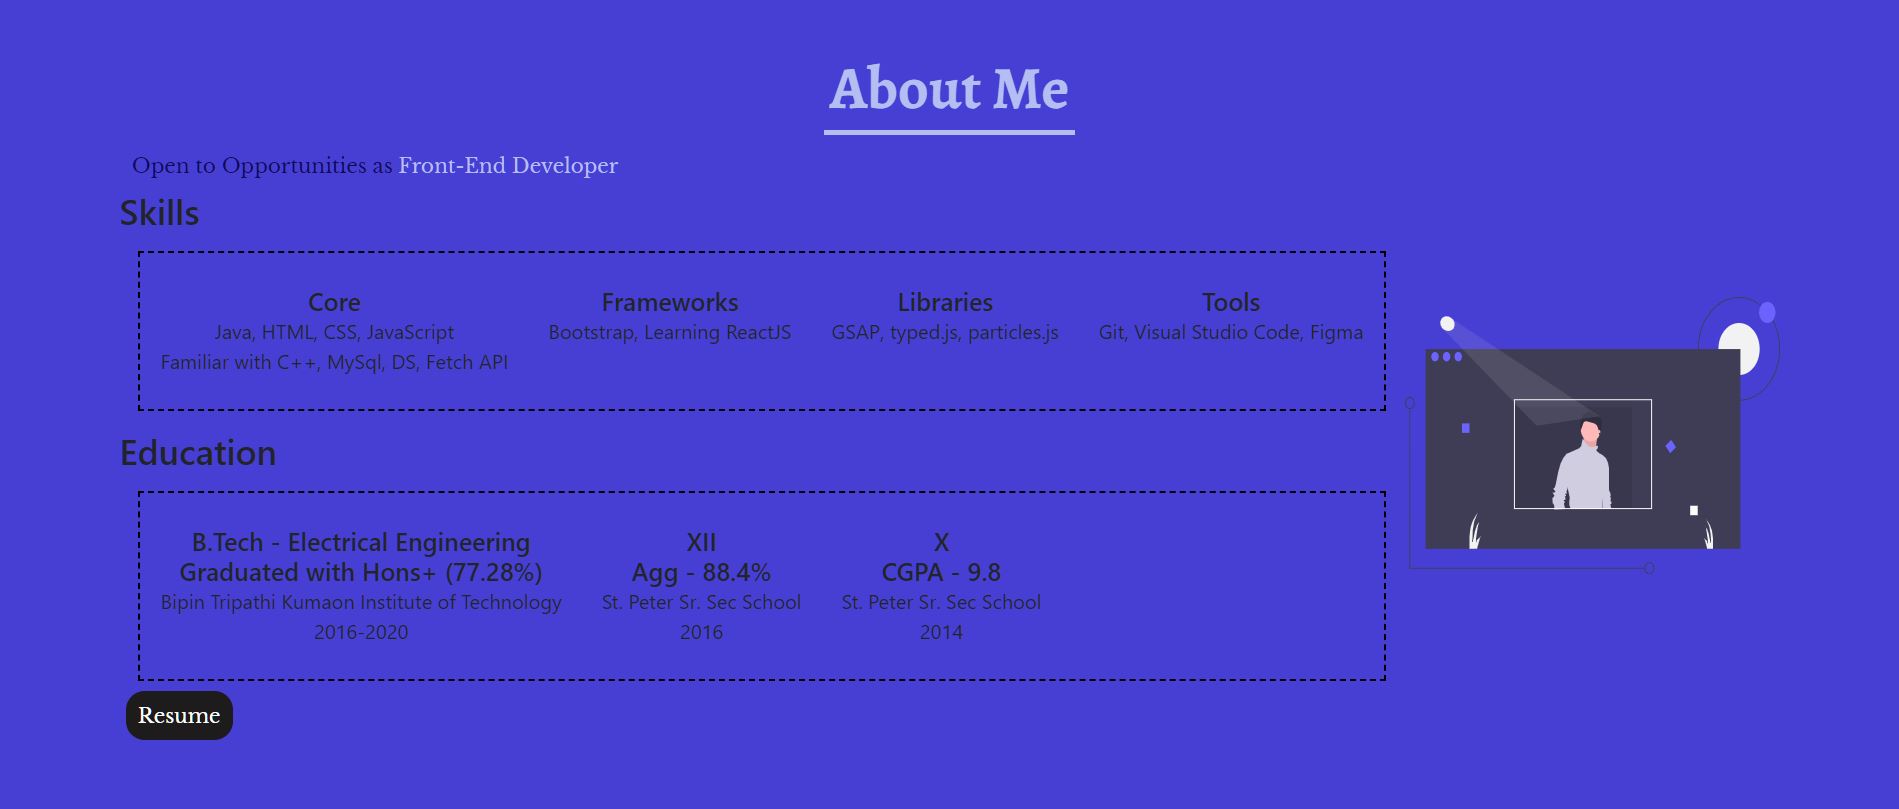 About Me
Open to Opportunities as Front-End Developer
Skills
Core
Java, HTML, CSS, JavaScript
Familiar with C++, MySql, DS, Fetch API
Frameworks
Bootstrap, Learning ReactJS
Libraries
GSAP, typed.js, particles.js
Tools
Git, Visual Studio Code, Figma
Education
B.Tech - Electrical Engineering
Graduated with Hons+ (77.28%)
Bipin Tripathi Kumaon Institute of Technology
2016-2020
XII
Agg - 88.4%
St. Peter Sr. Sec School
2016
X
CGPA - 9.8
St. Peter Sr. Sec School
2014
Resume